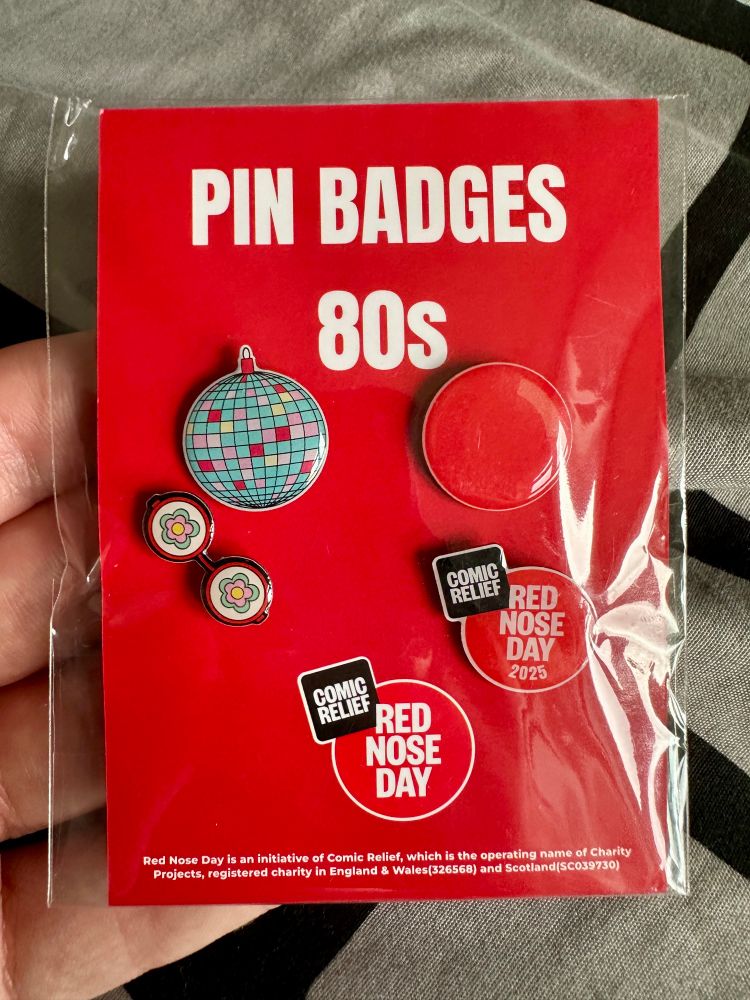 PIN BADGES
80s
COMIC
RELIEF
RED
NOSE
DAY
2025
COMIC
RELIEF
RED
NOSE
DAY
Red Nose Day is an initiative of Comic Relief, which is the operating name of Charity
Projects, registered charity in England & Wales(326568) and Scotland(SC039730)